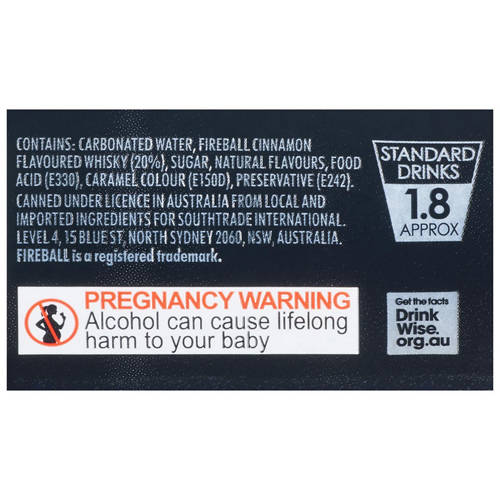 CONTAINS: CARBONATED WATER, FIREBALL CINNAMON
FLAVOURED WHISKY (20%), SUGAR, NATURAL FLAVOURS, FOOD
ACID (E330), CARAMEL COLOUR (E150D), PRESERVATIVE (E242).
CANNED UNDER LICENCE IN AUSTRALIA FROM LOCAL AND
IMPORTED INGREDIENTS FOR SOUTHTRADE INTERNATIONAL.
LEVEL 4, 15 BLUE ST, NORTH SYDNEY 2060, NSW, AUSTRALIA.
FIREBALL is a registered trademark.
STANDARD
DRINKS
1.8
APPROX
PREGNANCY WARNING
Alcohol can cause lifelong
harm to your baby
Get the facts
Drink
Wise.
org.au